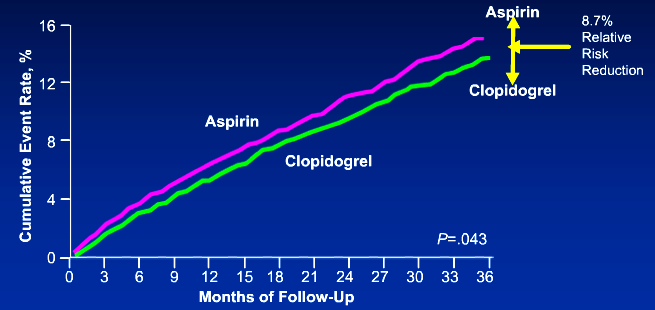 Aspirin
8.7%
Relative
Risk
Reduction
Clopidogrel
Cumulative Event Rate, %
16
12
8
4
0
Aspirin
Clopidogrel
P=.043
0 3 6 9 12 15 18 21 24 27 30 33 36
Months of Follow-Up